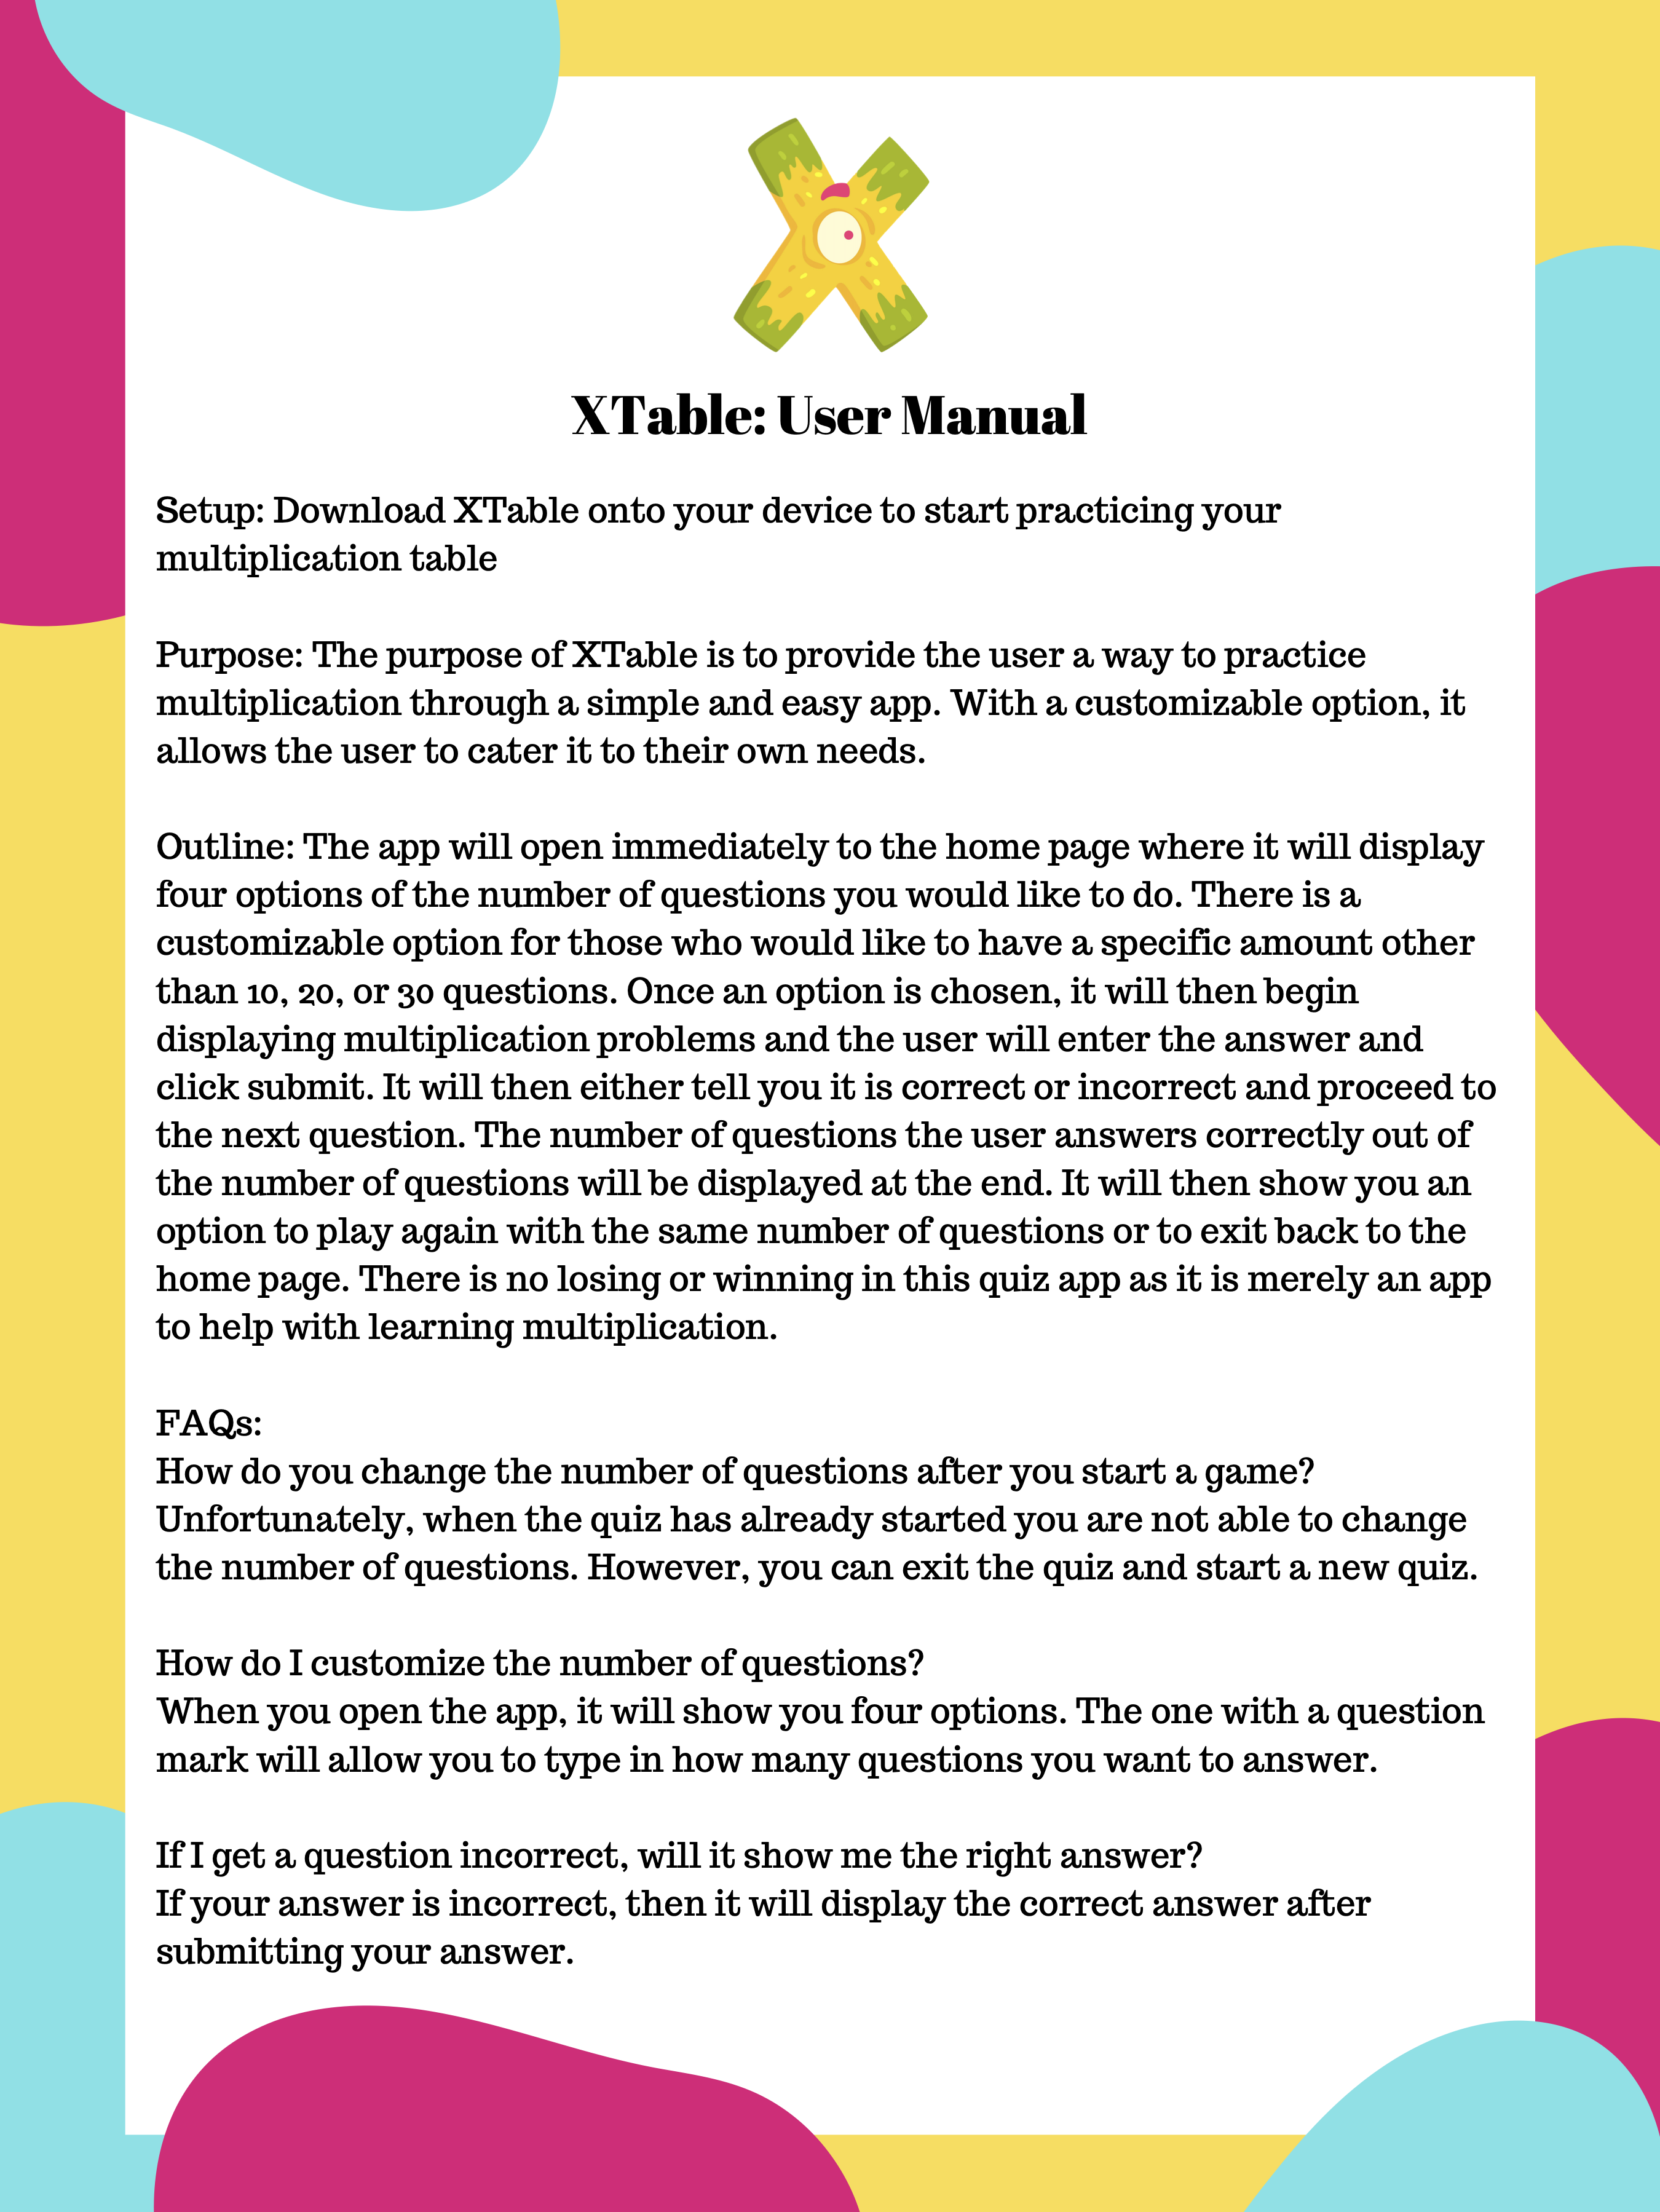 XTable: User Manual
Setup: Download XTable onto your device to start practicing your
multiplication table
Purpose: The purpose of XTable is to provide the user a way to practice
multiplication through a simple and easy app. With a customizable option, it
allows the user to cater it to their own needs.
Outline: The app will open immediately to the home page where it will display
four options of the number of questions you would like to do. There is a
customizable option for those who would like to have a specific amount other
than 10, 20, or 30 questions. Once an option is chosen, it will then begin
displaying multiplication problems and the user will enter the answer and
click submit. It will then either tell you it is correct or incorrect and proceed to
the next question. The number of questions the user answers correctly out of
the number of questions will be displayed at the end. It will then show you an
option to play again with the same number of questions or to exit back to the
home page. There is no losing or winning in this quiz app as it is merely an app
to help with learning multiplication.
FAQs:
How do you change the number of questions after you start a game?
Unfortunately, when the quiz has already started you are not able to change
the number of questions. However, you can exit the quiz and start a new quiz.
How do I customize the number of questions?
When you open the app, it will show you four options. The one with a question
mark will allow you to type in how many questions you want to answer.
If I get a question incorrect, will it show me the right answer?
If your answer is incorrect, then it will display the correct answer after
submitting your answer.